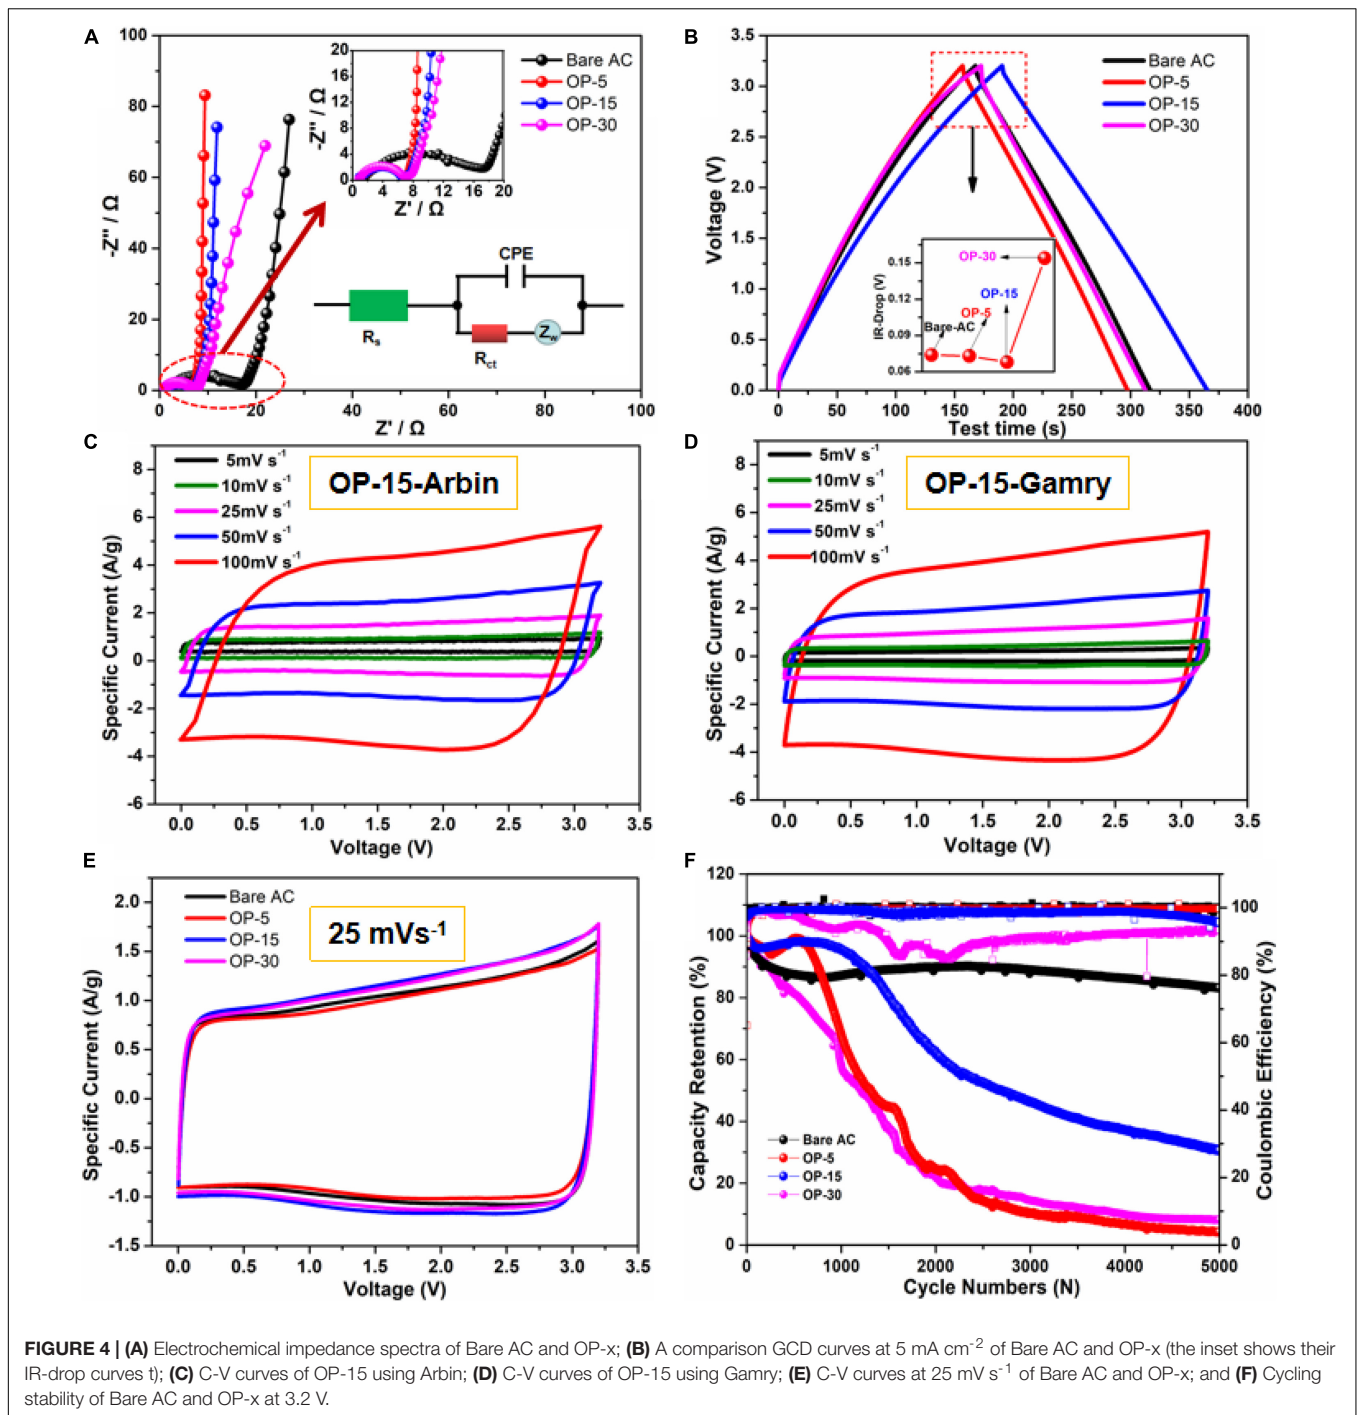 A
100
80
60
40
20
0
-Z'' / Ω
0
20
40
60
80
100
Z' / Ω
Bare AC
OP-5
OP-15
OP-30
20
16
12
8
4
0
-Z'' / Ω
0
4
8
12
16
20
Z' / Ω
CPE
Rs
Rct
Zw
B
3.5
3.0
2.5
2.0
1.5
1.0
0.5
0.0
Voltage (V)
0
50
100
150
200
250
300
350
400
Test time (s)
Bare AC
OP-5
OP-15
OP-30
0.15
0.12
0.09
0.06
IR-Drop (V)
OP-30
OP-15
OP-5
Bare-AC
C
8
6
4
2
0
-2
-4
-6
Specific Current (A/g)
0.0
0.5
1.0
1.5
2.0
2.5
3.0
3.5
Voltage (V)
5mV s-1
10mV s-1
25mV s-1
50mV s-1
100mV s-1
OP-15-Arbin
D
8
6
4
2
0
-2
-4
-6
Specific Current (A/g)
0.0
0.5
1.0
1.5
2.0
2.5
3.0
3.5
Voltage (V)
5mV s-1
10mV s-1
25mV s-1
50mV s-1
100mV s-1
OP-15-Gamry
E
2.0
1.5
1.0
0.5
0.0
-0.5
-1.0
-1.5
Specific Current (A/g)
0.0
0.5
1.0
1.5
2.0
2.5
3.0
3.5
Voltage (V)
Bare AC
OP-5
OP-15
OP-30
25 mVs-1
F
120
100
80
60
40
20
0
Capacity Retention (%)
0
1000
2000
3000
4000
5000
Cycle Numbers (N)
100
80
60
40
20
0
Coulombic Efficiency (%)
Bare AC
OP-5
OP-15
OP-30
FIGURE 4 | (A) Electrochemical impedance spectra of Bare AC and OP-x; (B) A comparison GCD curves at 5 mA cm−2 of Bare AC and OP-x (the inset shows their
IR-drop curves t); (C) C-V curves of OP-15 using Arbin; (D) C-V curves of OP-15 using Gamry; (E) C-V curves at 25 mV s−1 of Bare AC and OP-x; and (F) Cycling
stability of Bare AC and OP-x at 3.2 V.